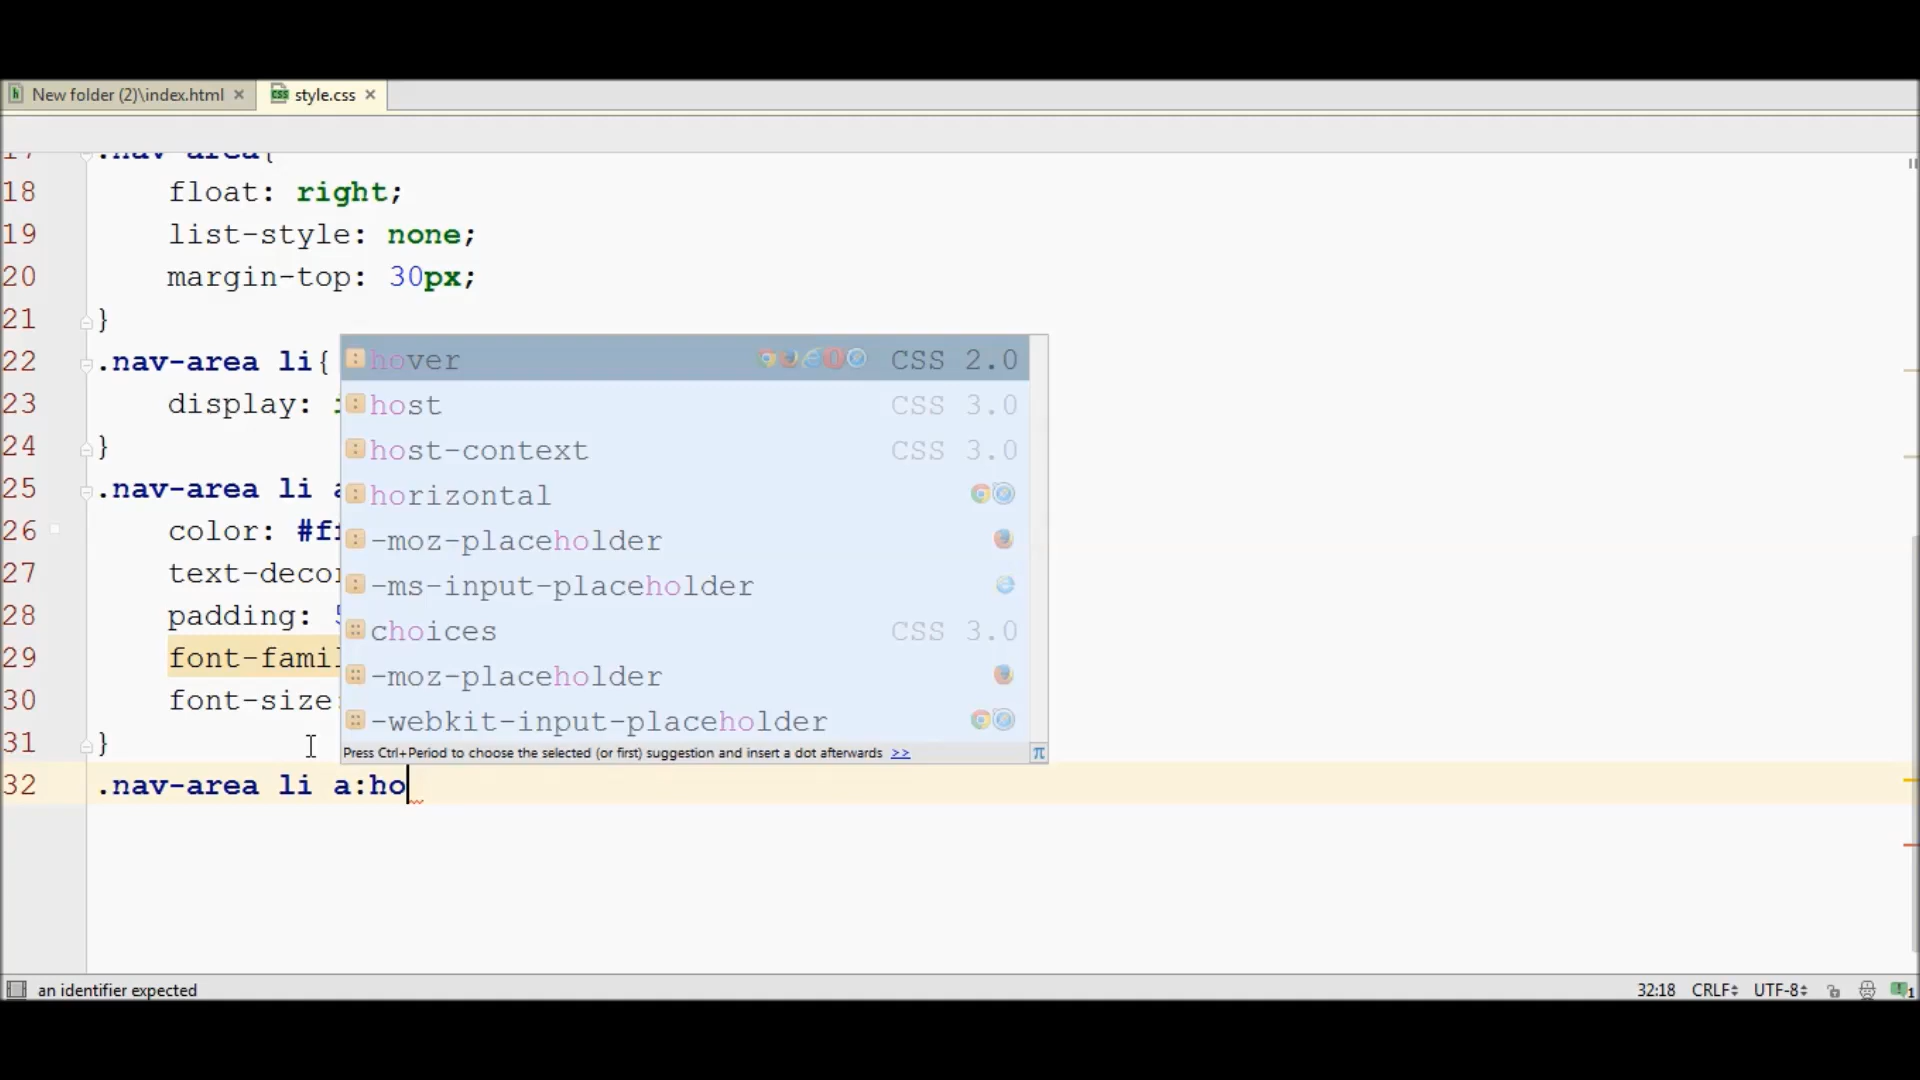 New folder (2)\index.html
style.css
17 .nav-area{
18 float: right;
19 list-style: none;
20 margin-top: 30px;
21 }
22 .nav-area li{
23 display:
24 }
25 .nav-area li a
26 color: #ff
27 text-decor
28 padding: 5
29 font-famil
30 font-size
31 }
32 .nav-area li a:ho
hover CSS 2.0
host CSS 3.0
host-context CSS 3.0
horizontal
-moz-placeholder
-ms-input-placeholder
choices CSS 3.0
-moz-placeholder
-webkit-input-placeholder
Press Ctrl+Period to choose the selected (or first) suggestion and insert a dot afterwards >> π
an identifier expected
32:18 CRLF UTF-8 1